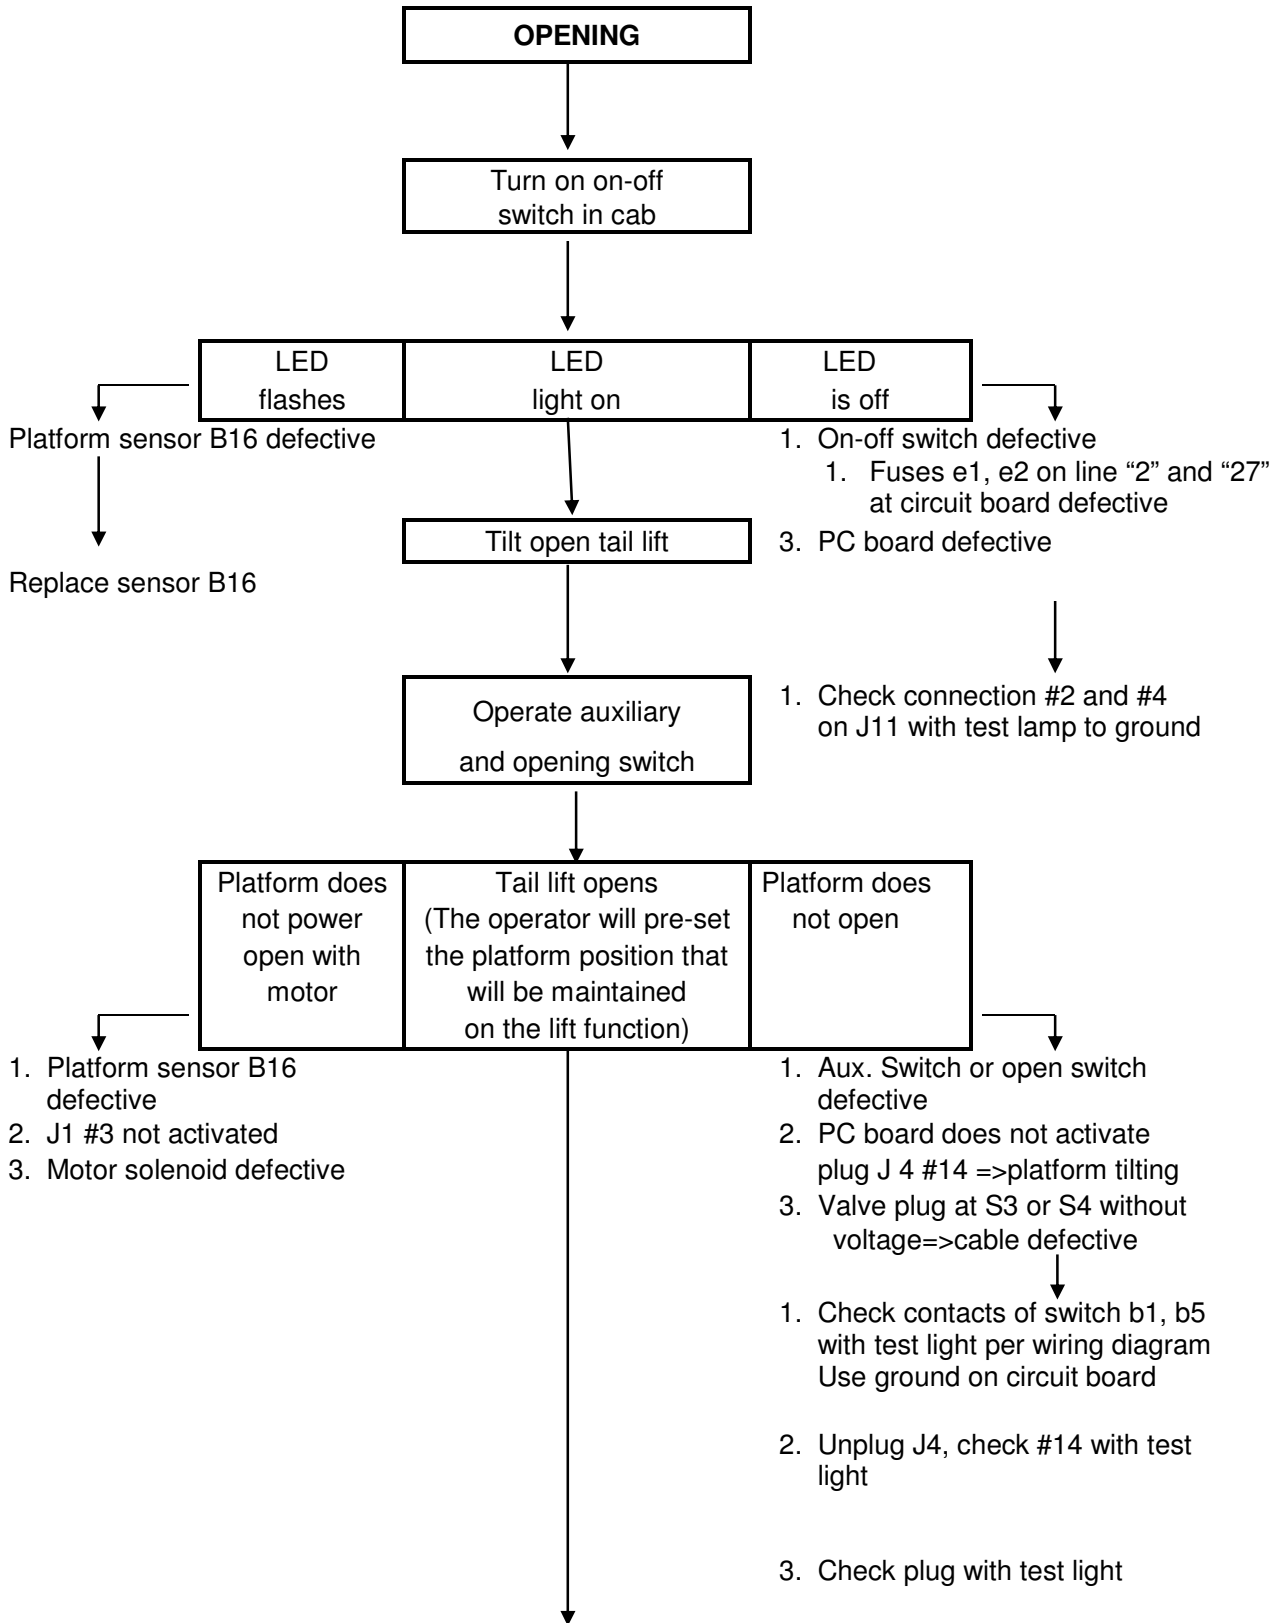 OPENING
Turn on on-off
switch in cab
LED
flashes
LED
light on
LED
is off
Platform sensor B16 defective
Replace sensor B16
1. On-off switch defective
1. Fuses e1, e2 on line “2” and “27”
at circuit board defective
3. PC board defective
Tilt open tail lift
1. Check connection #2 and #4
on J11 with test lamp to ground
Operate auxiliary
and opening switch
Platform does
not power
open with
motor
Tail lift opens
(The operator will pre-set
the platform position that
will be maintained
on the lift function)
Platform does
not open
1. Platform sensor B16
defective
2. J1 #3 not activated
3. Motor solenoid defective
1. Aux. Switch or open switch
defective
2. PC board does not activate
plug J 4 #14 =>platform tilting
3. Valve plug at S3 or S4 without
voltage=>cable defective
1. Check contacts of switch b1, b5
with test light per wiring diagram
Use ground on circuit board
2. Unplug J4, check #14 with test
light
3. Check plug with test light